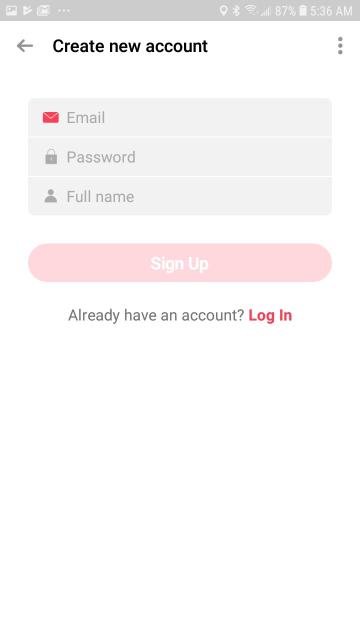 87% 5:36 AM
Create new account
Email
Password
Full name
Sign Up
Already have an account? Log In